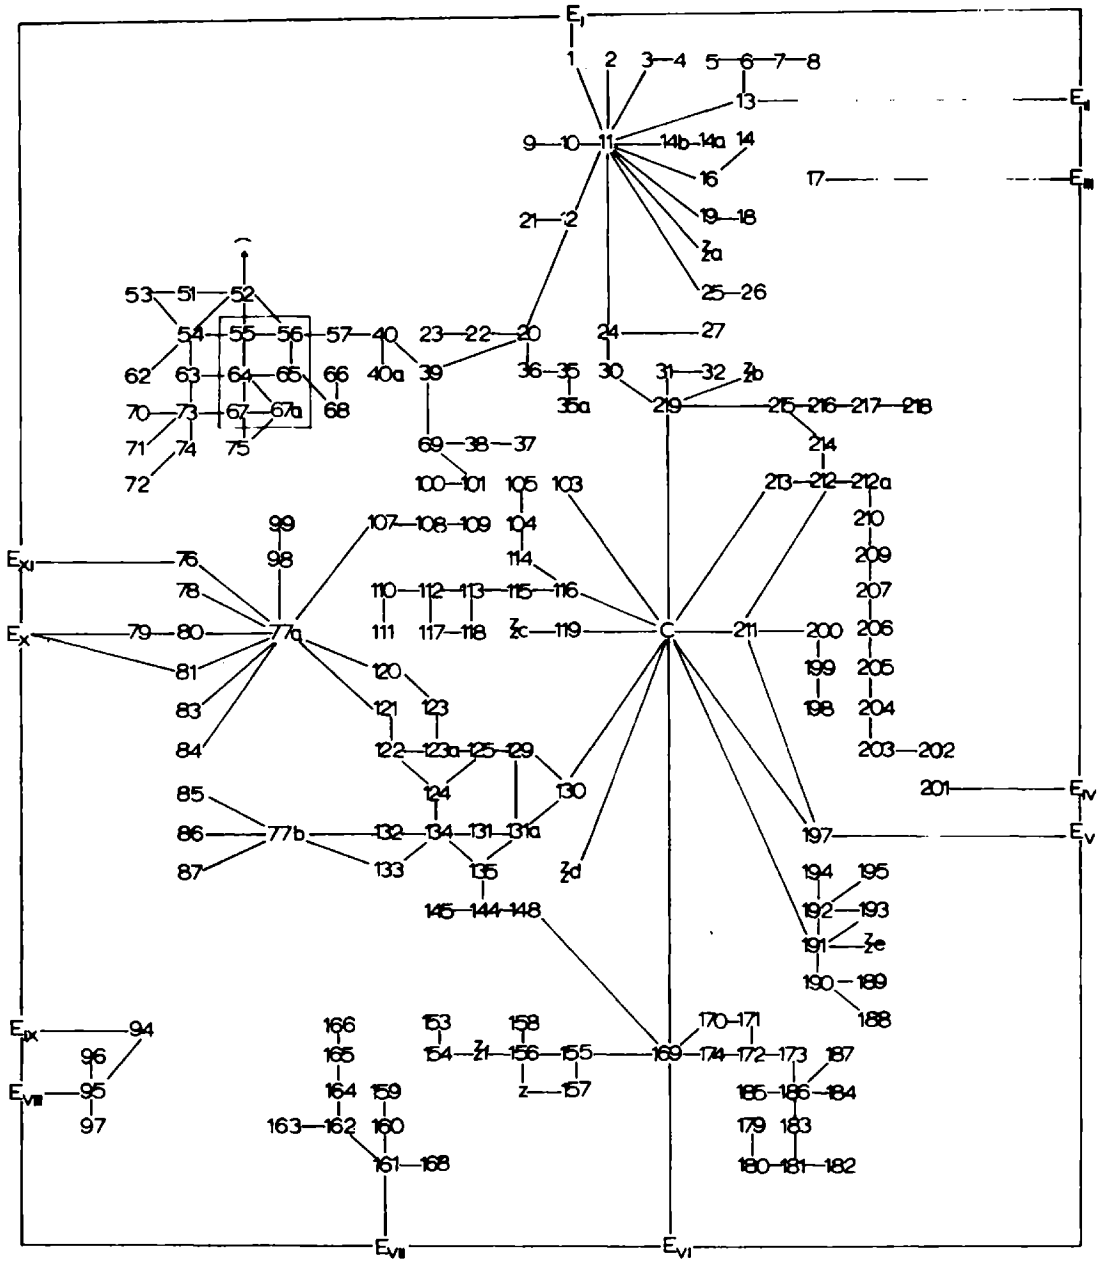 E I
1 2 3 4 5 6 7 8
13 E II
9 10 11 14b 14a 14
16 17 E III
21 12 19 18
za
25 26
53 51 52
54 55 56 57 40 23 22 20 24 27
62 63 64 65 66 40a 39 36 35 30 31 32 zb
70 73 67 67a 68 35a 219 215 216 217 218
71 74 75 69 38 37 214
72 100 101 105 103 213 212 212a
99 107 108 109 104 210
E XI 76 98 114 209
78 110 112 113 115 116 207
E X 79 80 77a 111 117 118 zc 119 C 211 200 206
81 120 199 205
83 121 123 198 204
84 122 123a 125 129 203 202
85 124 130 201 E IV
86 77b 132 134 131 131a 197 E V
87 133 135 zd 194 195
145 144 148 192 193
191 ze
190 189
E IX 94 166 153 158 170 171 188
96 165 154 zf 156 155 169 174 172 173 187
E VIII 95 164 159 z 157 185 186 184
97 163 162 160 179 183
161 168 180 181 182
E VII E VI